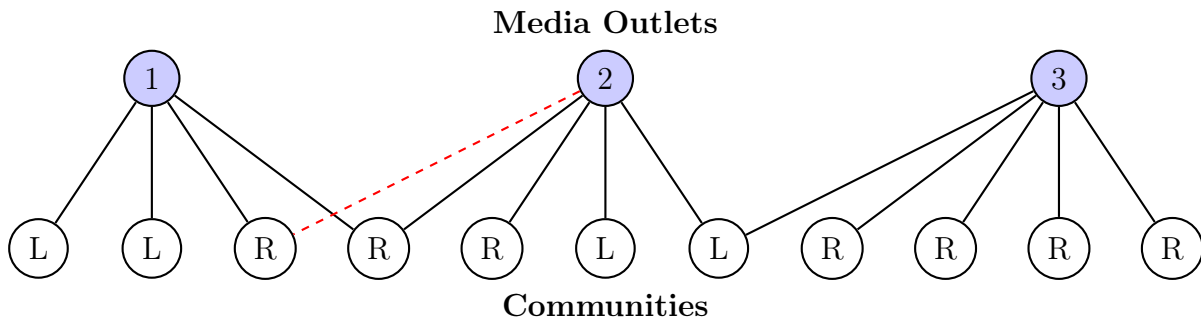 Media Outlets
1 2 3
L L R R R L L R R R R
Communities